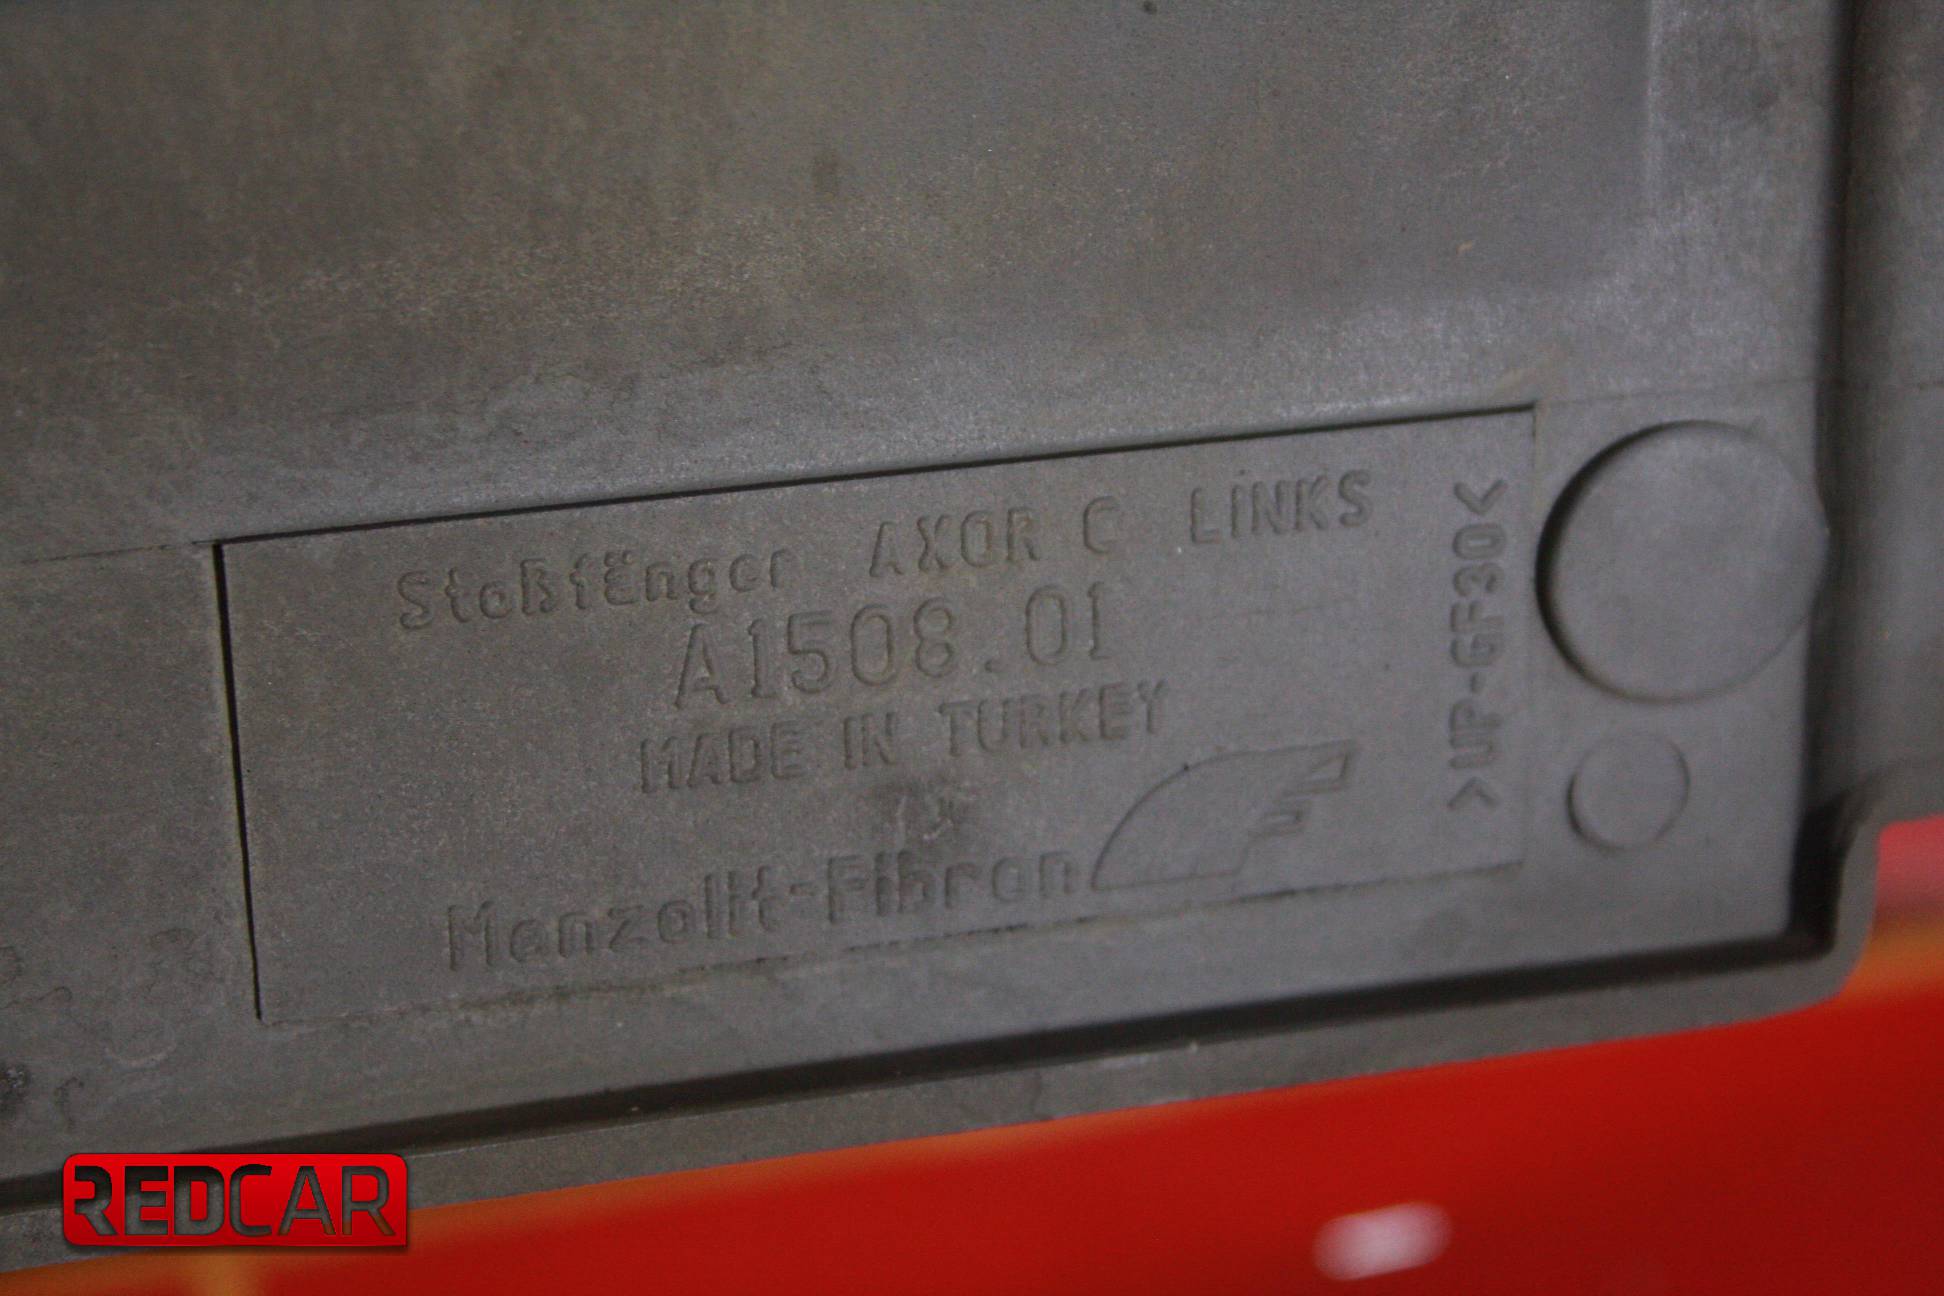 Stoßfänger AXOR C LINKS
A1508.01
MADE IN TURKEY
Menzolit-Fibron
>UP-GF30<
REDCAR